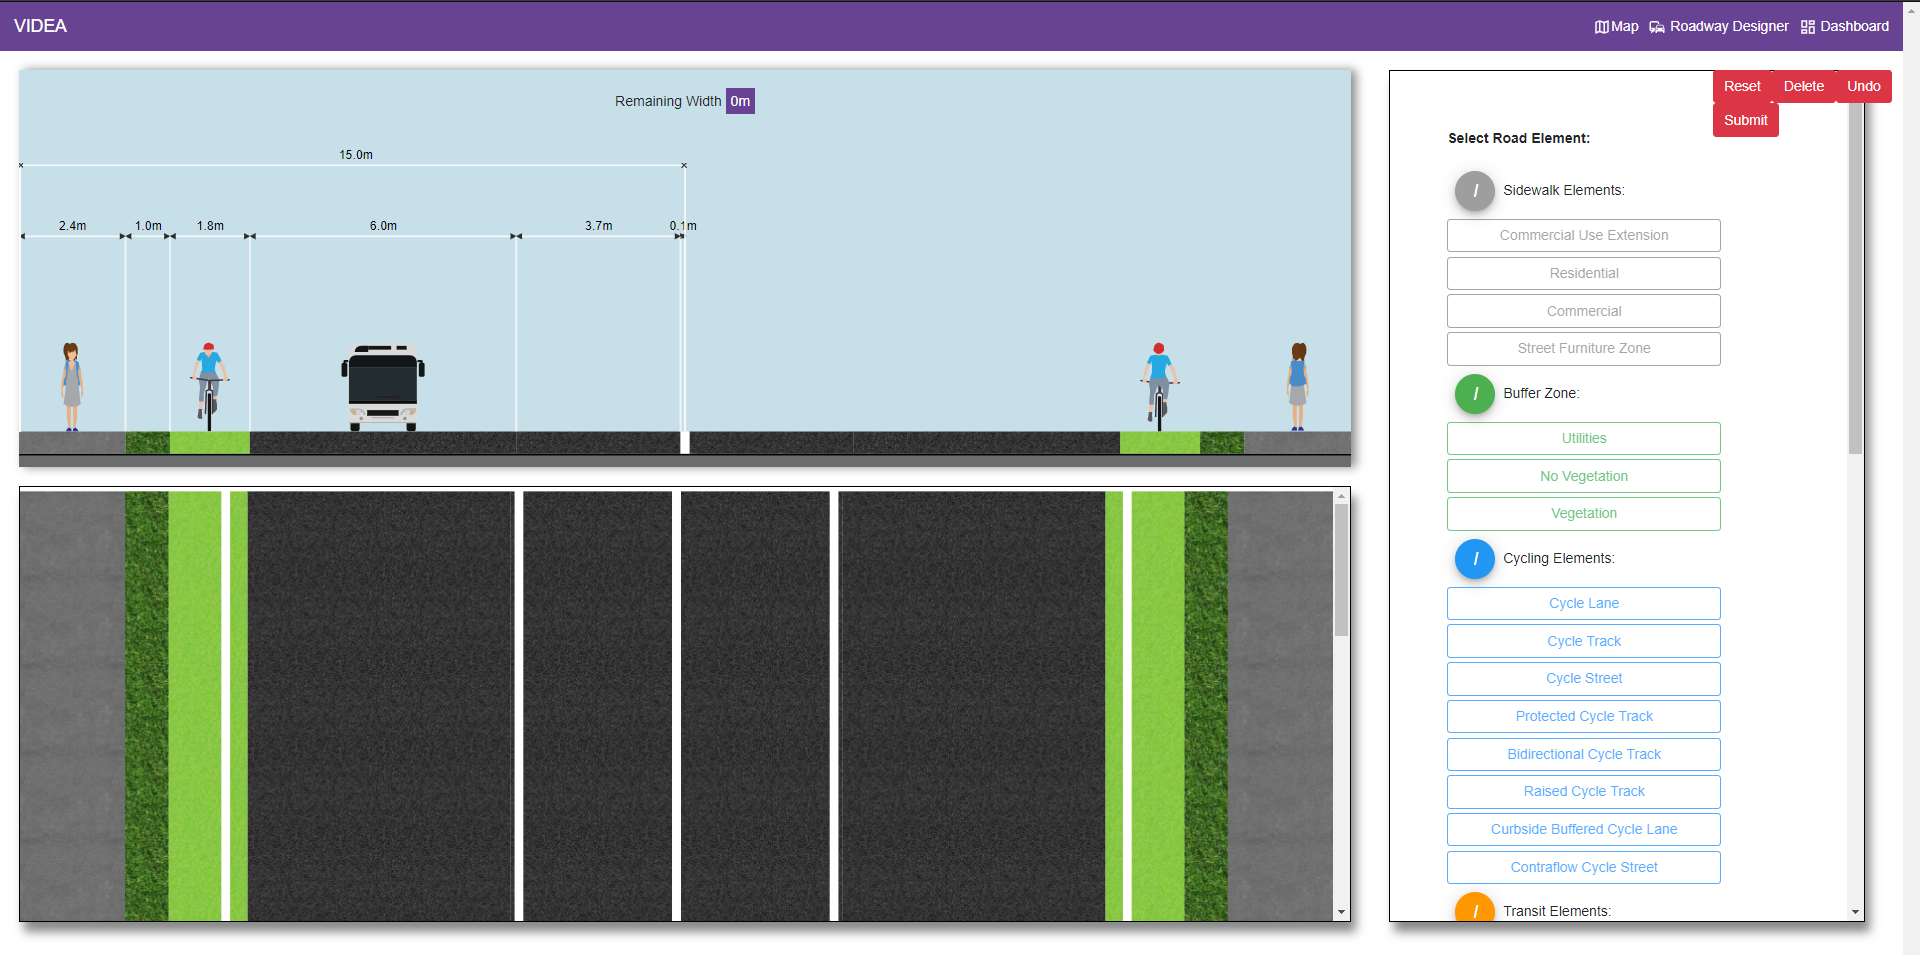 VIDEA
Map Roadway Designer Dashboard
Remaining Width 0m
15.0m
2.4m 1.0m 1.8m 6.0m 3.7m 0.1m
Reset Delete Undo
Submit
Select Road Element:
/ Sidewalk Elements:
Commercial Use Extension
Residential
Commercial
Street Furniture Zone
/ Buffer Zone:
Utilities
No Vegetation
Vegetation
/ Cycling Elements:
Cycle Lane
Cycle Track
Cycle Street
Protected Cycle Track
Bidirectional Cycle Track
Raised Cycle Track
Curbside Buffered Cycle Lane
Contraflow Cycle Street
/ Transit Elements: